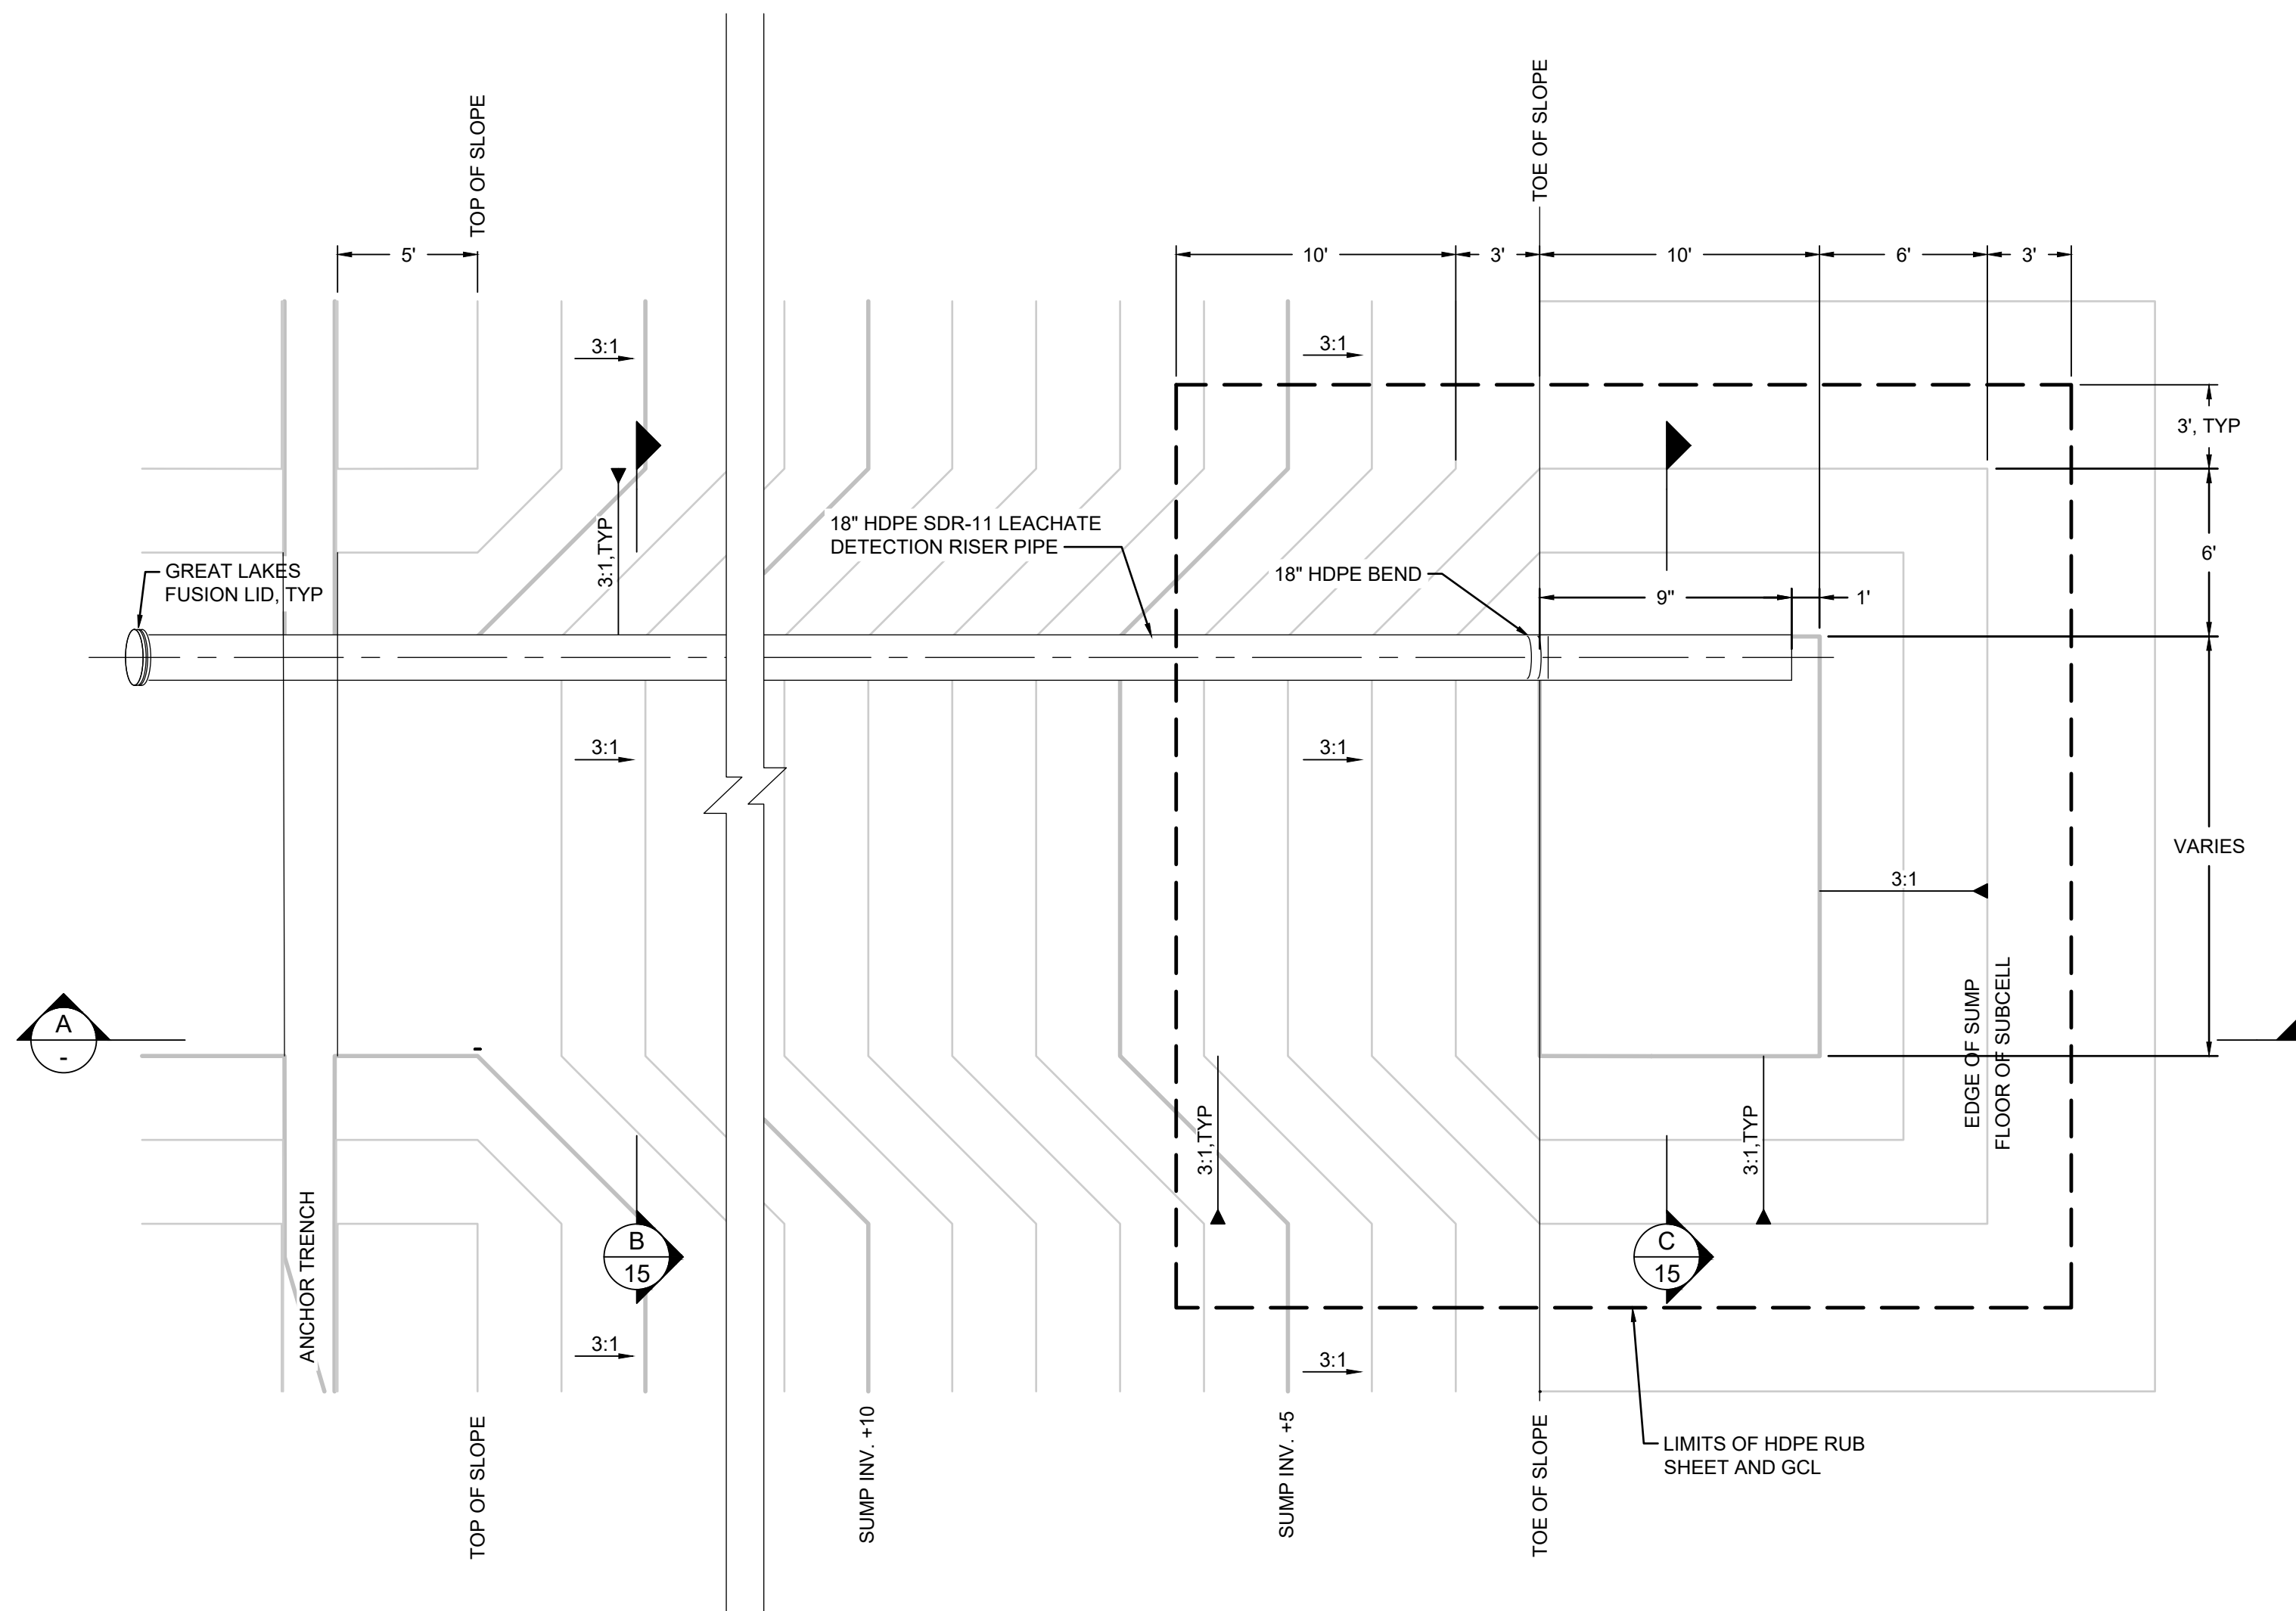 TOP OF SLOPE
TOE OF SLOPE
5'
10'
3'
10'
6'
3'
3:1
3:1
3', TYP
18" HDPE SDR-11 LEACHATE
DETECTION RISER PIPE
3:1,TYP
6'
GREAT LAKES
FUSION LID, TYP
18" HDPE BEND
9"
1'
3:1
3:1
VARIES
3:1
A
-
EDGE OF SUMP
FLOOR OF SUBCELL
3:1,TYP
3:1,TYP
ANCHOR TRENCH
B
15
C
15
3:1
3:1
TOP OF SLOPE
SUMP INV. +10
SUMP INV. +5
TOE OF SLOPE
LIMITS OF HDPE RUB
SHEET AND GCL